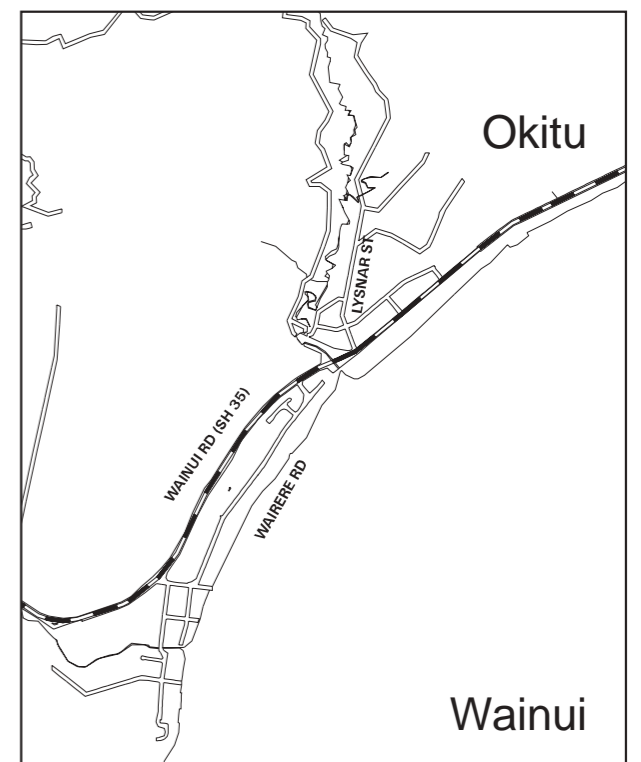 Okitu
LYSNAR ST
WAINUI RD (SH 35)
WAIRERE RD
Wainui